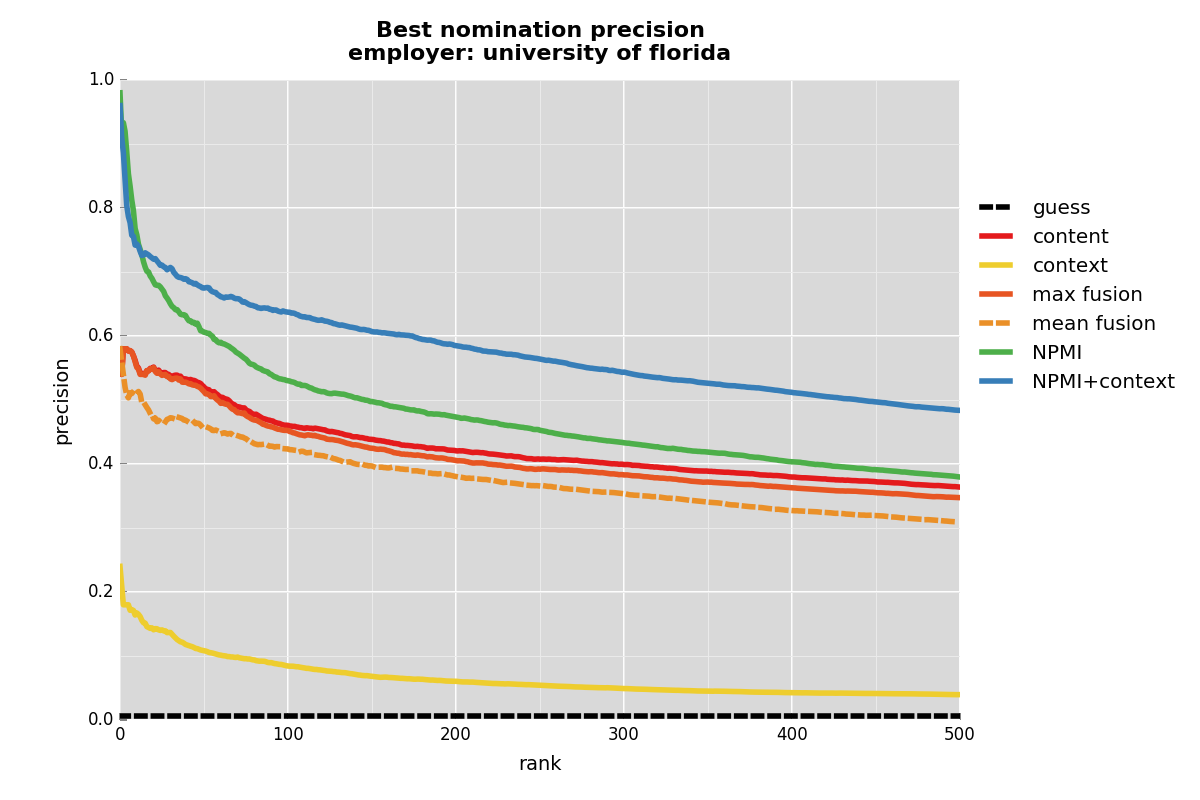 Best nomination precision
employer: university of florida
precision
1.0
0.8
0.6
0.4
0.2
0.0
0
100
200
300
400
500
rank
guess
content
context
max fusion
mean fusion
NPMI
NPMI+context